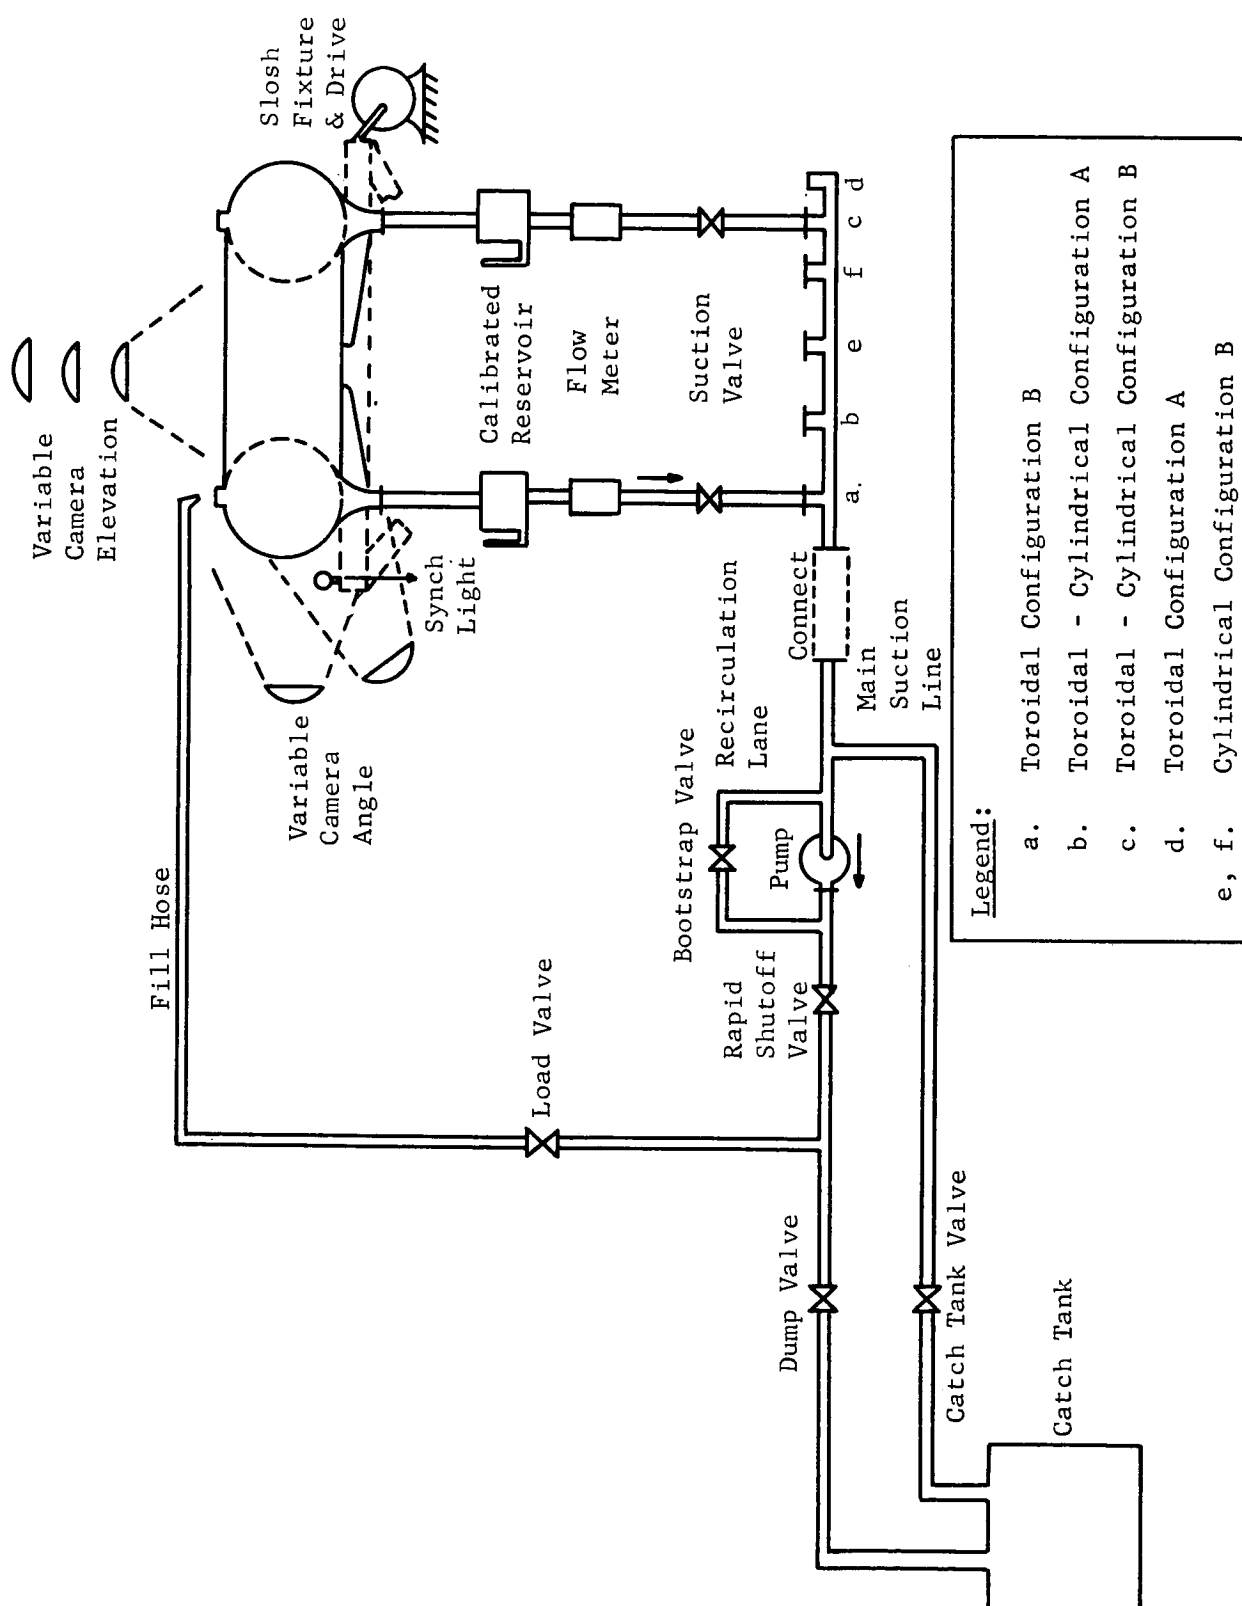 Variable
Camera
Elevation
Slosh
Fixture
& Drive
Fill Hose
Variable
Camera
Angle
Synch
Light
Calibrated
Reservoir
Flow
Meter
Suction
Valve
Load Valve
Bootstrap Valve
Recirculation
Lane
Connect
Main
Suction
Line
Pump
Rapid
Shutoff
Valve
Dump Valve
Catch Tank Valve
Catch Tank
a.
b
e
f
c
d
Legend:
a. Toroidal Configuration B
b. Toroidal - Cylindrical Configuration A
c. Toroidal - Cylindrical Configuration B
d. Toroidal Configuration A
e, f. Cylindrical Configuration B